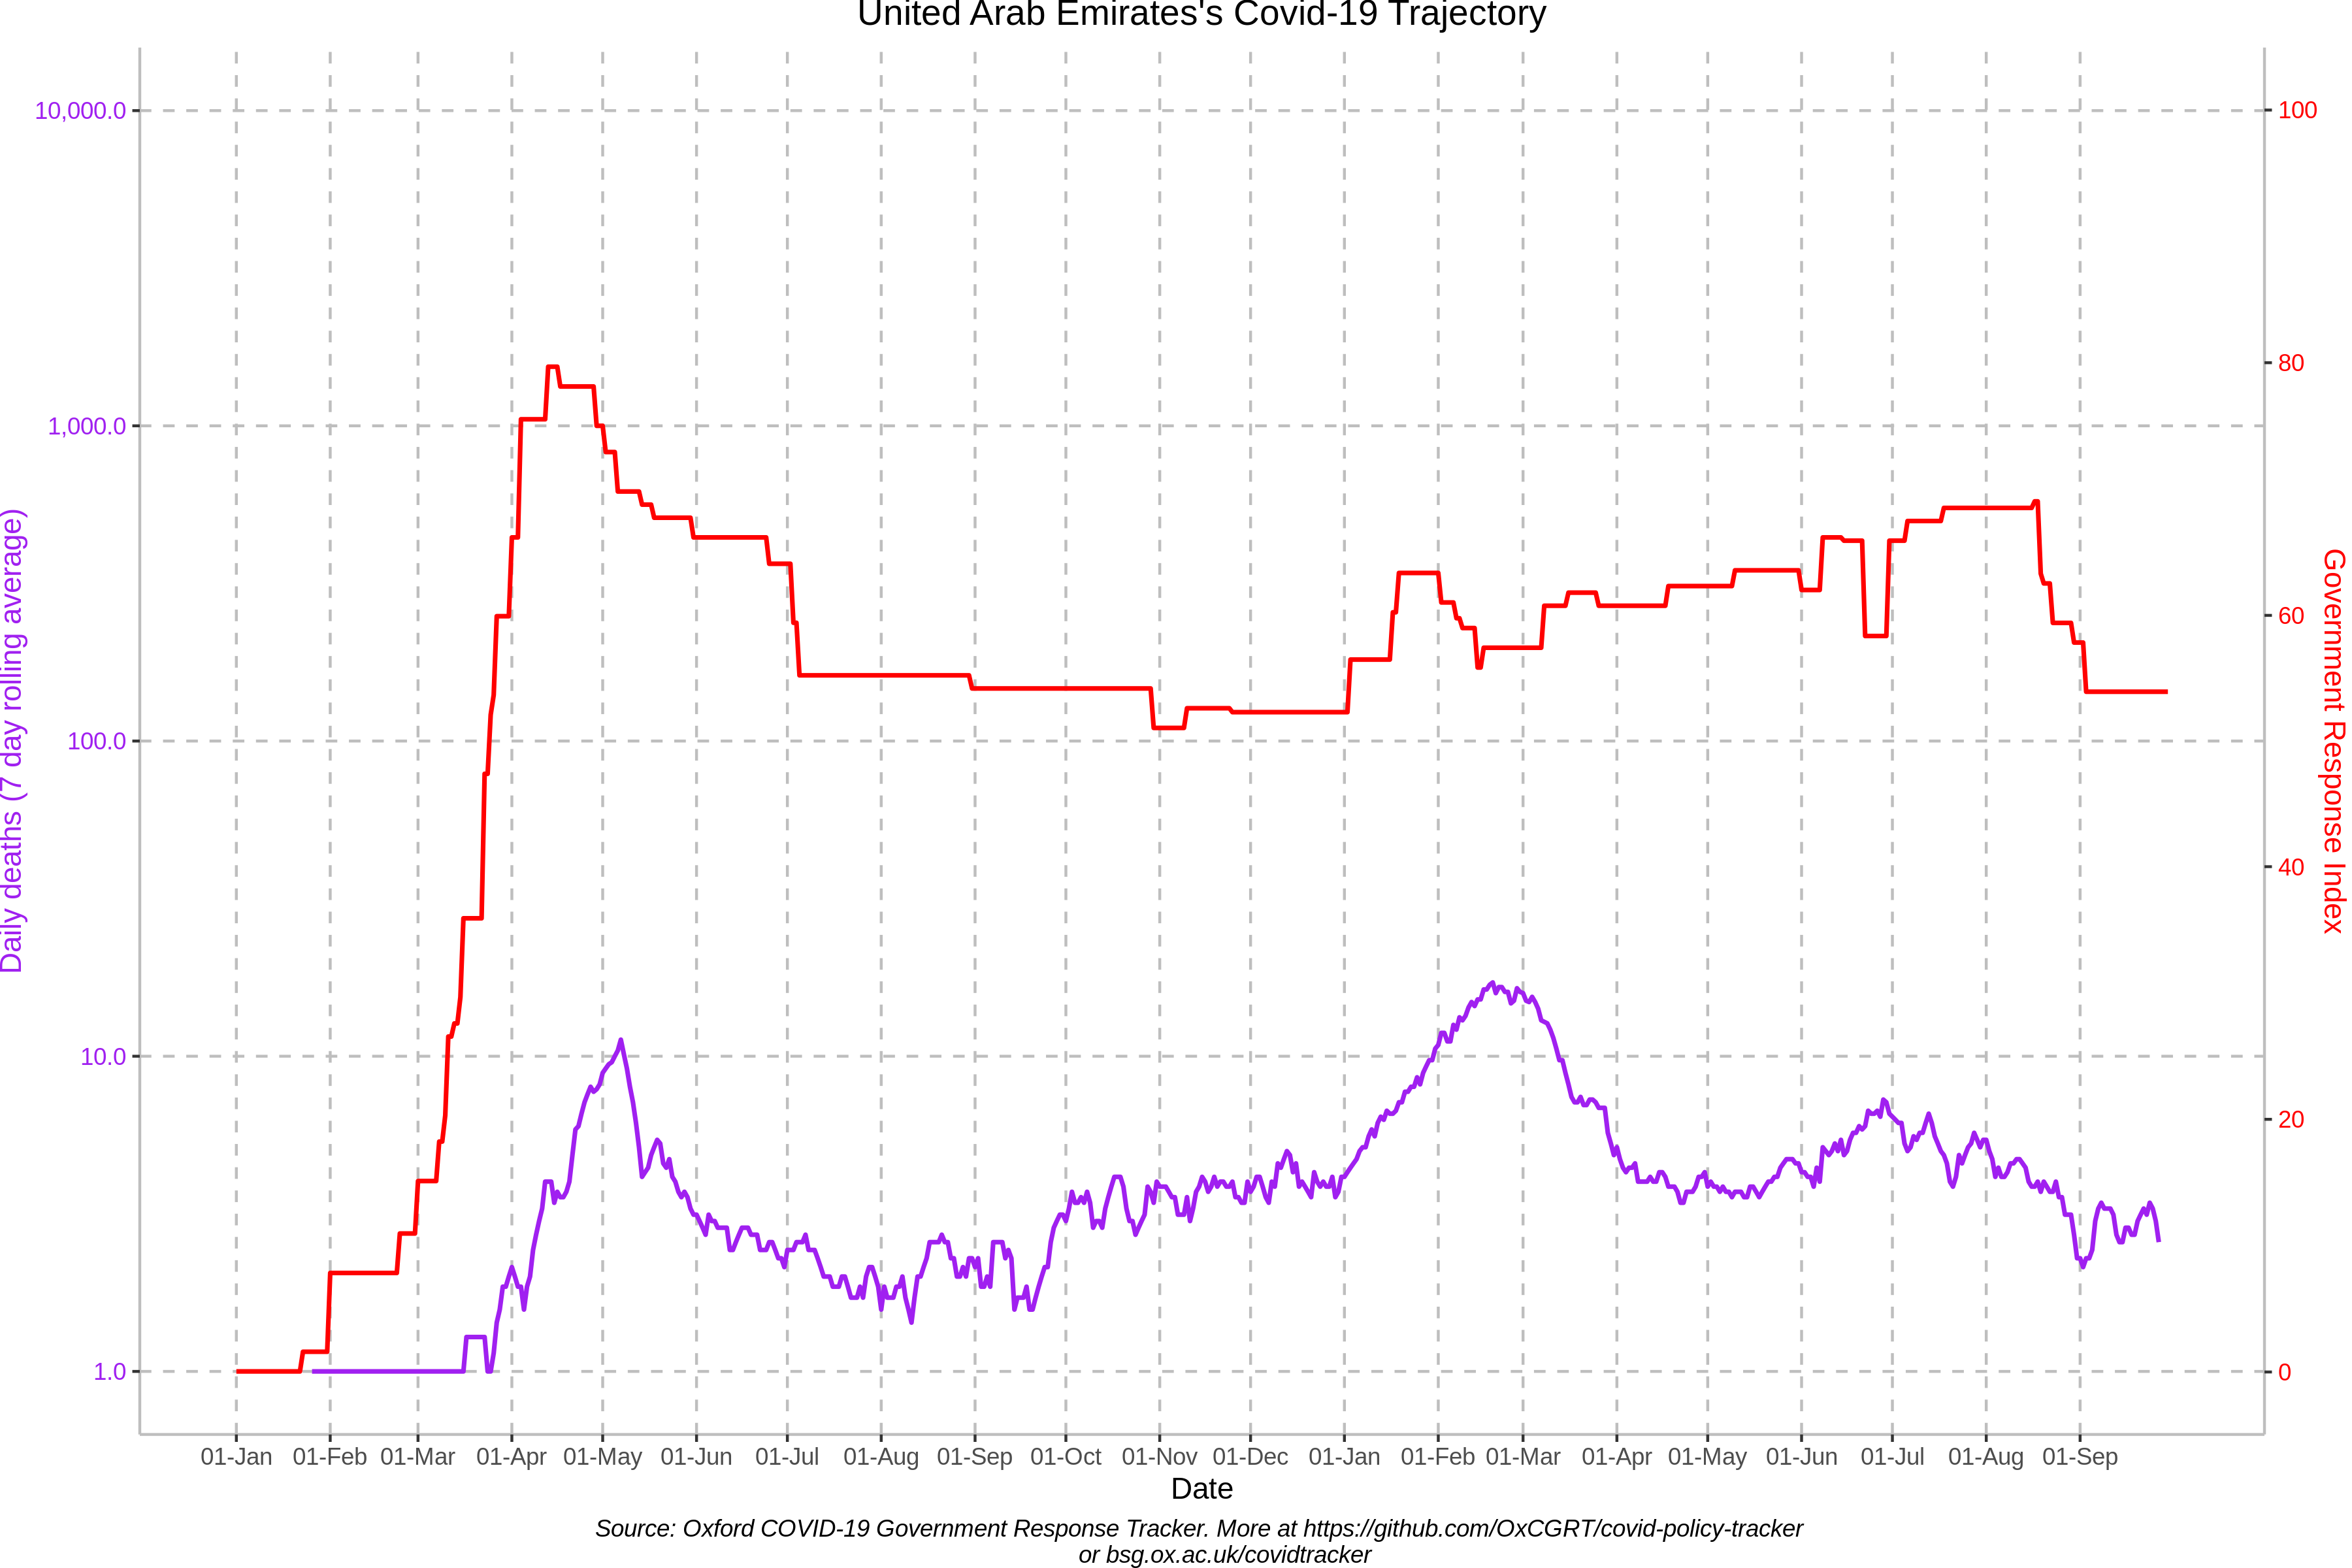 United Arab Emirates's Covid-19 Trajectory
10,000.0
1,000.0
100.0
10.0
1.0
Daily deaths (7 day rolling average)
100
80
60
40
20
0
Government Response Index
01-Jan 01-Feb 01-Mar 01-Apr 01-May 01-Jun 01-Jul 01-Aug 01-Sep 01-Oct 01-Nov 01-Dec 01-Jan 01-Feb 01-Mar 01-Apr 01-May 01-Jun 01-Jul 01-Aug 01-Sep
Date
Source: Oxford COVID-19 Government Response Tracker. More at https://github.com/OxCGRT/covid-policy-tracker
or bsg.ox.ac.uk/covidtracker